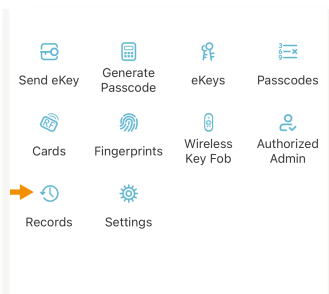 Send eKey
Generate
Passcode
eKeys
Passcodes
Cards
Fingerprints
Wireless
Key Fob
Authorized
Admin
Records
Settings